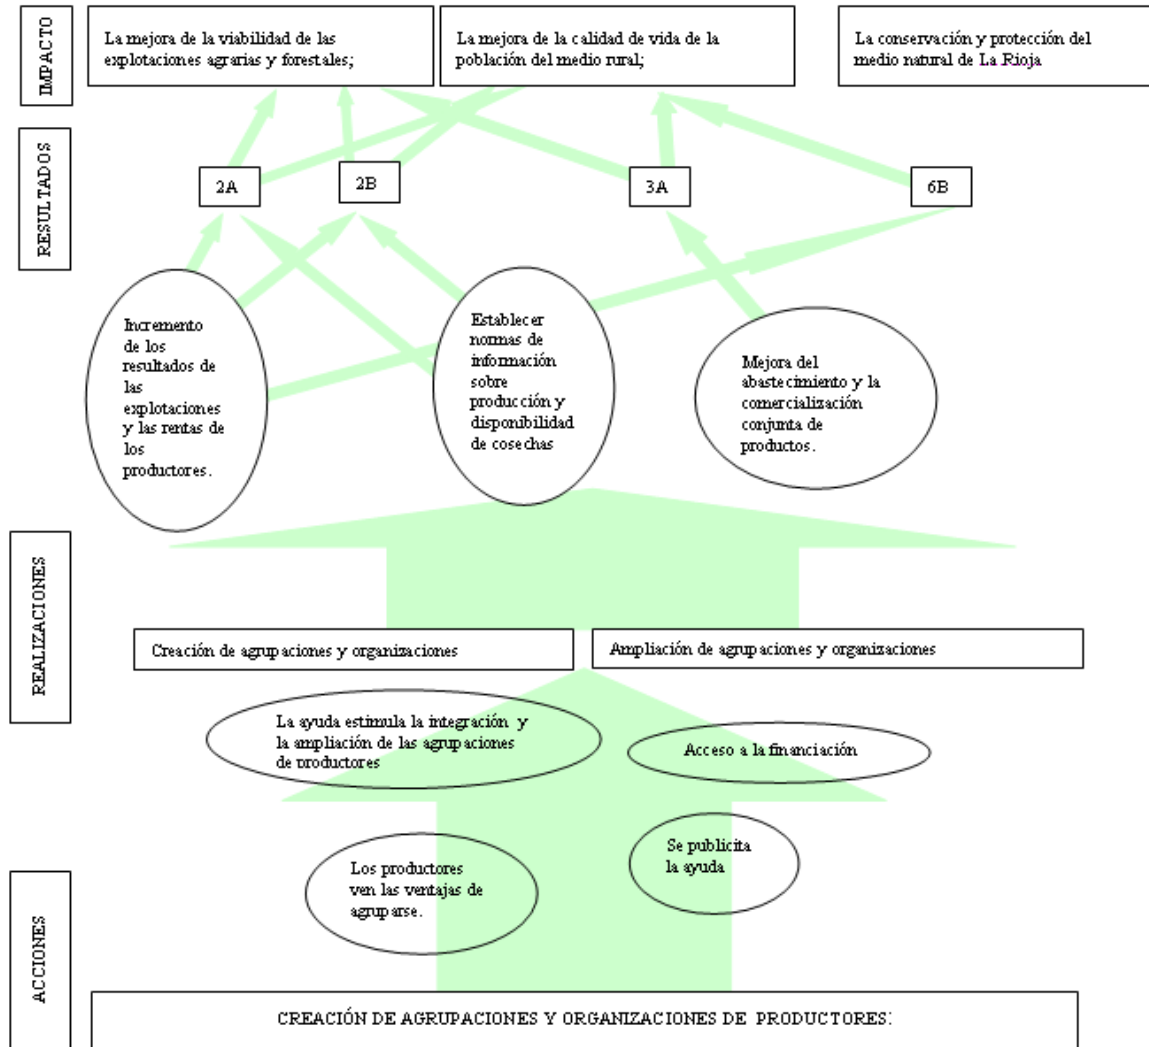 IMPACTO
La mejora de la viabilidad de las
explotaciones agrarias y forestales;
La mejora de la calidad de vida de la
población del medio rural;
La conservación y protección del
medio natural de La Rioja
RESULTADOS
2A
2B
3A
6B
Incremento
de los
resultados de
las
explotaciones
y las rentas de
los
productores.
Establecer
normas de
información
sobre
producción y
disponibilidad
de cosechas
Mejora del
abastecimiento y la
comercialización
conjunta de
productos.
REALIZACIONES
Creación de agrupaciones y organizaciones
Ampliación de agrupaciones y organizaciones
La ayuda estimula la integración y
la ampliación de las agrupaciones
de productores
Acceso a la financiación
Los productores
ven las ventajas de
agruparse.
Se publicita
la ayuda
ACCIONES
CREACIÓN DE AGRUPACIONES Y ORGANIZACIONES DE PRODUCTORES: